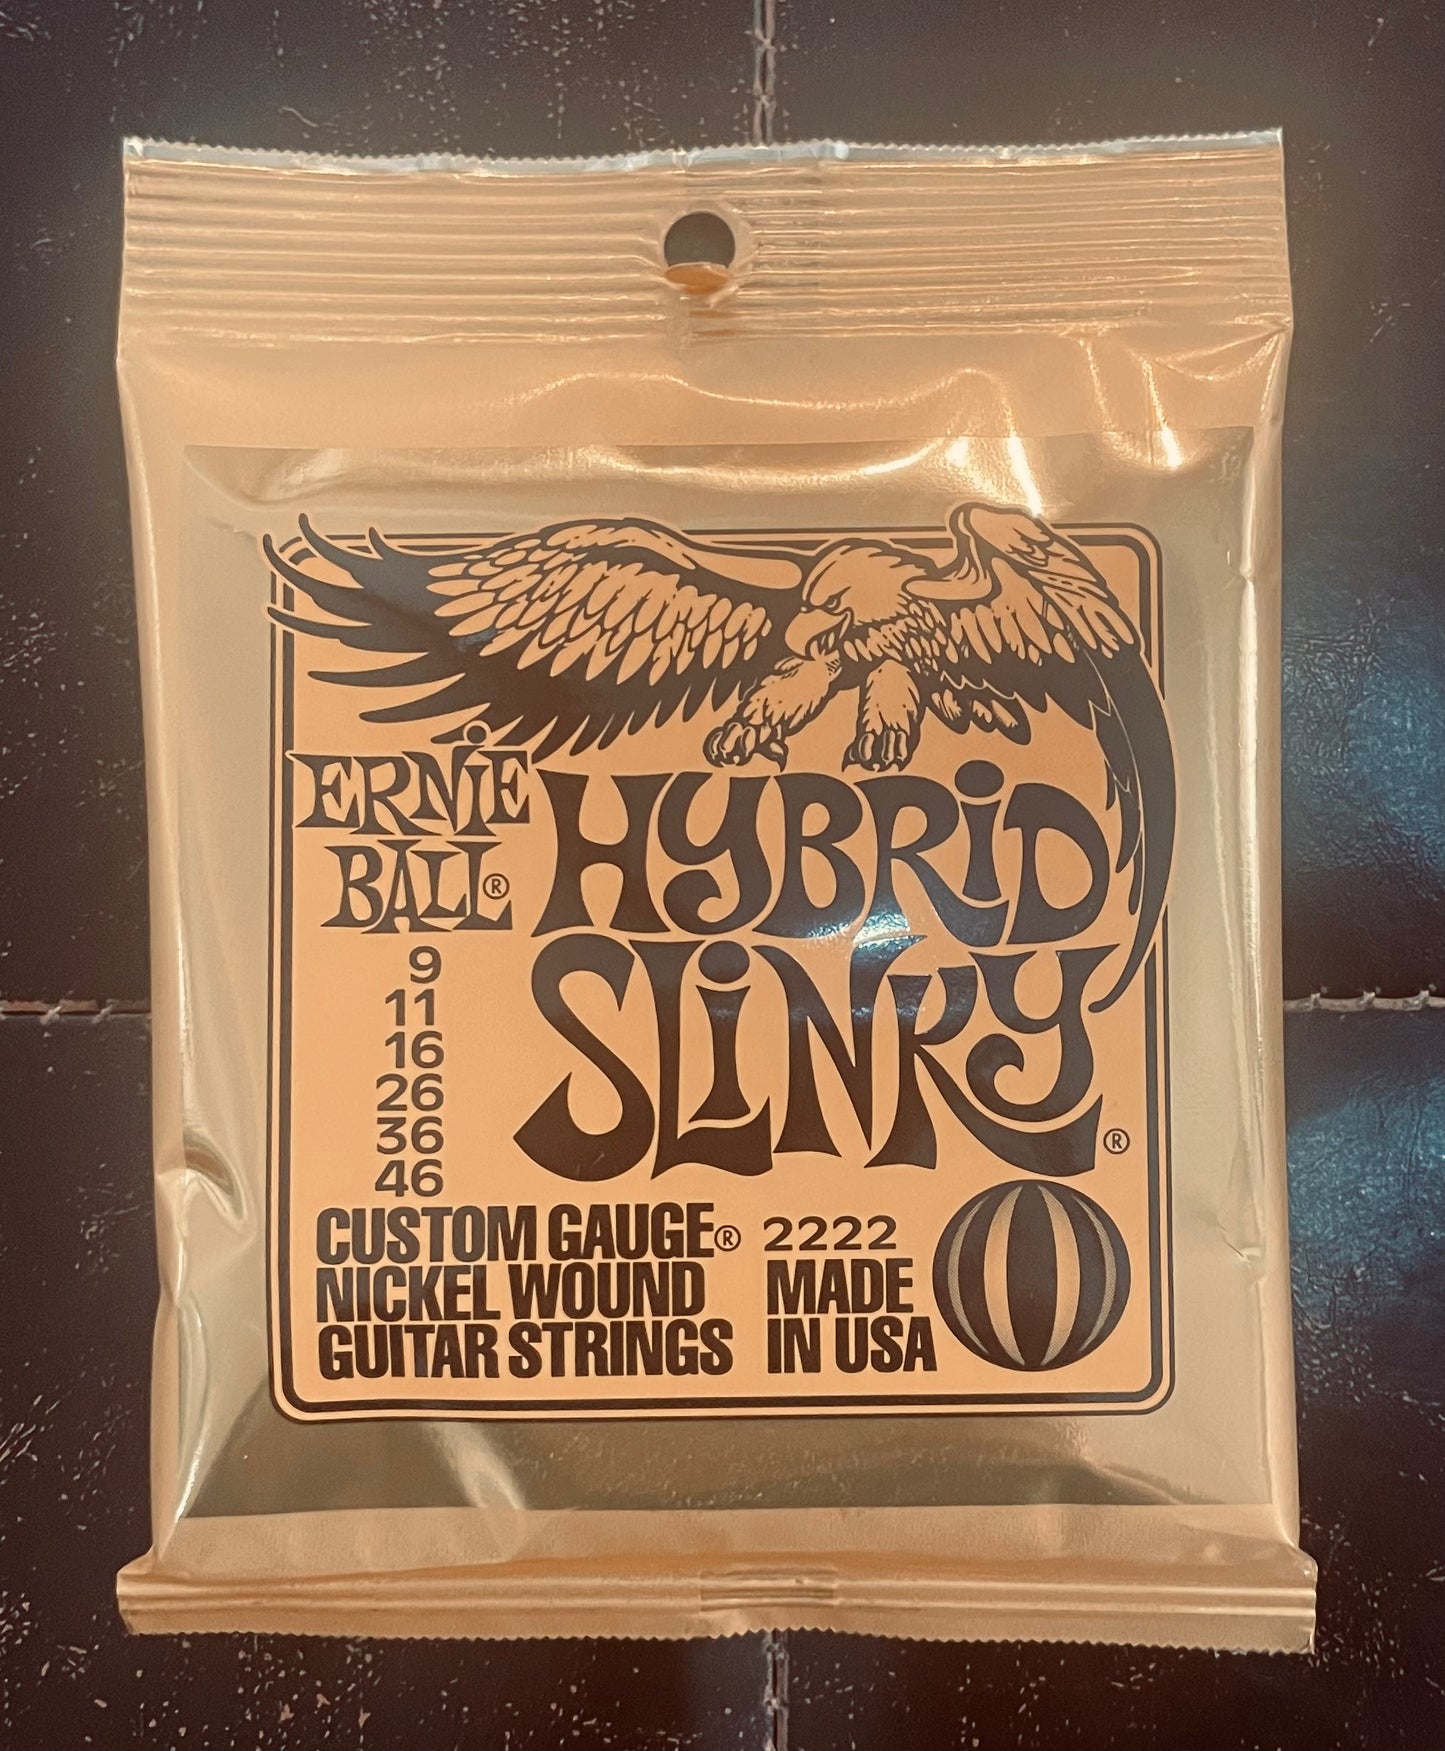 ERNIE
BALL®
HYBRID
SLINKY®
9
11
16
26
36
46
CUSTOM GAUGE®
NICKEL WOUND
GUITAR STRINGS
2222
MADE
IN USA